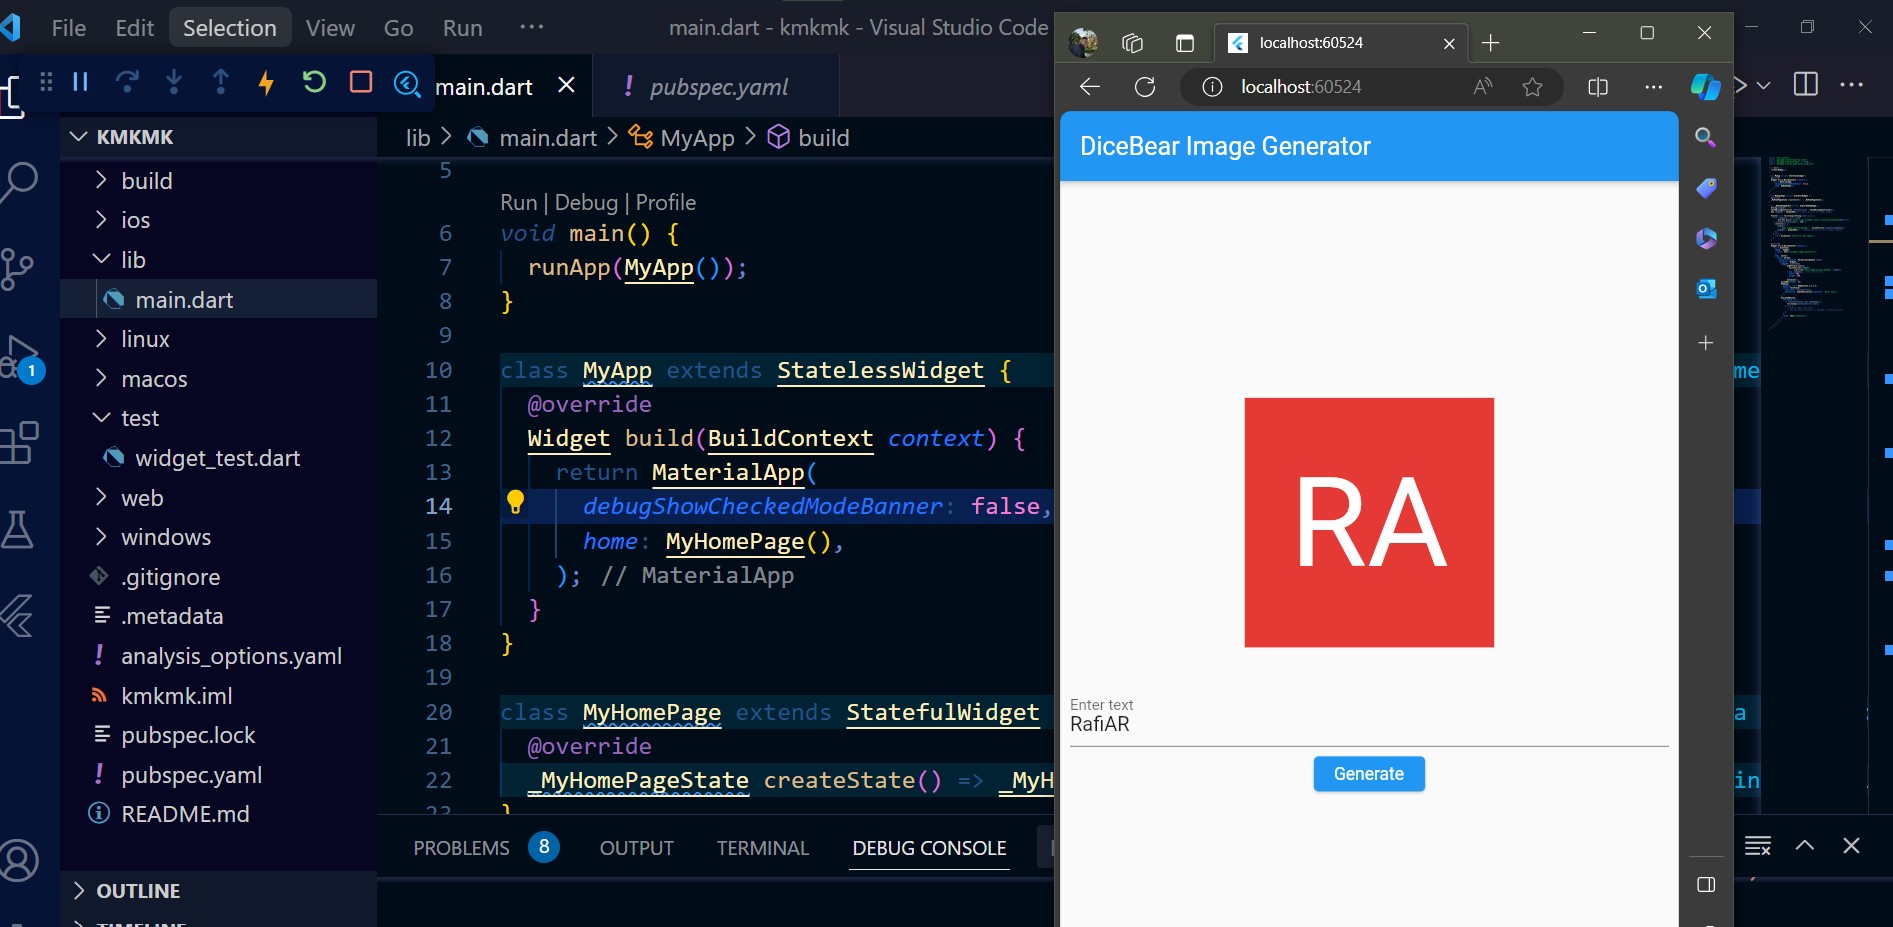 File Edit Selection View Go Run ···
main.dart - kmkmk - Visual Studio Code
main.dart
! pubspec.yaml
KMKMK
build
ios
lib
main.dart
linux
macos
test
widget_test.dart
web
windows
.gitignore
.metadata
! analysis_options.yaml
kmkmk.iml
pubspec.lock
! pubspec.yaml
README.md
OUTLINE
TIMELINE
1
lib > main.dart > MyApp > build
5
Run | Debug | Profile
6 void main() {
7 runApp(MyApp());
8 }
9
10 class MyApp extends StatelessWidget {
11 @override
12 Widget build(BuildContext context) {
13 return MaterialApp(
14 debugShowCheckedModeBanner: false,
15 home: MyHomePage(),
16 ); // MaterialApp
17 }
18 }
19
20 class MyHomePage extends StatefulWidget
21 @override
22 _MyHomePageState createState() => _MyH
23 }
PROBLEMS 8 OUTPUT TERMINAL DEBUG CONSOLE
localhost:60524
localhost:60524
DiceBear Image Generator
RA
Enter text
RafiAR
Generate
me
a
in